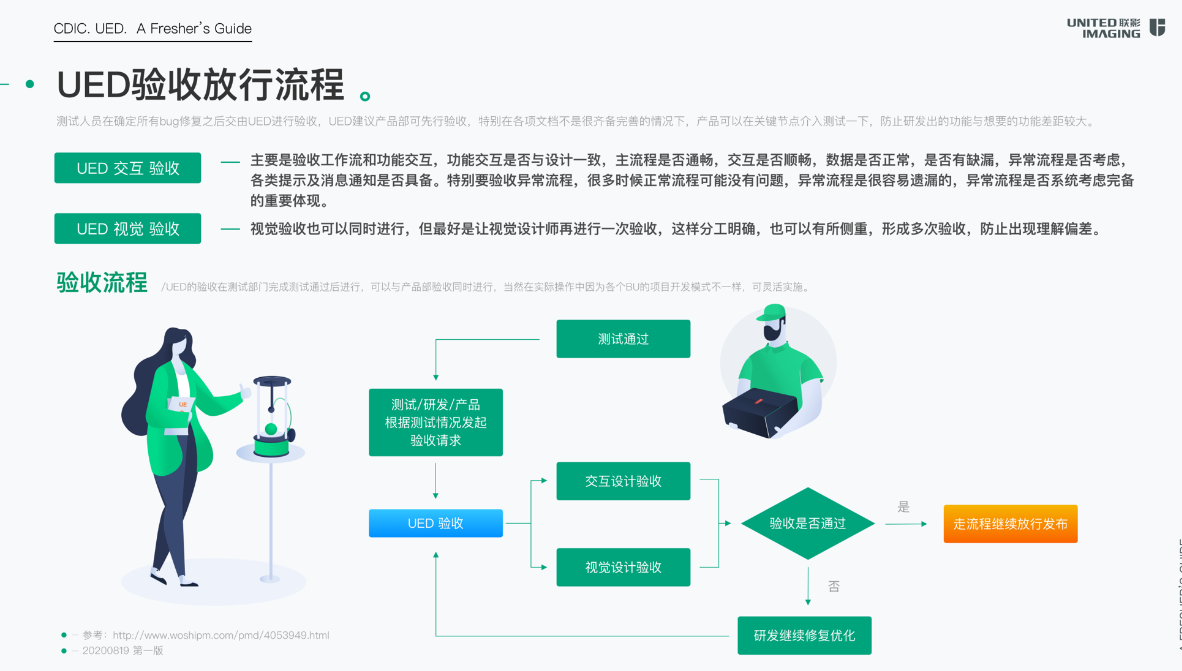 CDIC. UED. A Fresher's Guide
UNITED 联影
IMAGING
UED验收放行流程 。
测试人员在确定所有bug修复之后交由UED进行验收，UED建议产品部可先行验收，特别在各项文档不是很齐备完善的情况下，产品可以在关键节点介入测试一下，防止研发出的功能与想要的功能差距较大。
UED 交互 验收
主要是验收工作流和功能交互，功能交互是否与设计一致，主流程是否通畅，交互是否顺畅，数据是否正常，是否有缺漏，异常流程是否考虑，
各类提示及消息通知是否具备。特别要验收异常流程，很多时候正常流程可能没有问题，异常流程是很容易遗漏的，异常流程是否系统考虑完备
的重要体现。
UED 视觉 验收
视觉验收也可以同时进行，但最好是让视觉设计师再进行一次验收，这样分工明确，也可以有所侧重，形成多次验收，防止出现理解偏差。
验收流程
/UED的验收在测试部门完成测试通过后进行，可以与产品部验收同时进行，当然在实际操作中因为各个BU的项目开发模式不一样，可灵活实施。
测试通过
测试/研发/产品
根据测试情况发起
验收请求
UE
交互设计验收
UED 验收
验收是否通过
是
走流程继续放行发布
视觉设计验收
否
研发继续修复优化
参考：http://www.woshipm.com/pmd/4053949.html
20200819 第一版